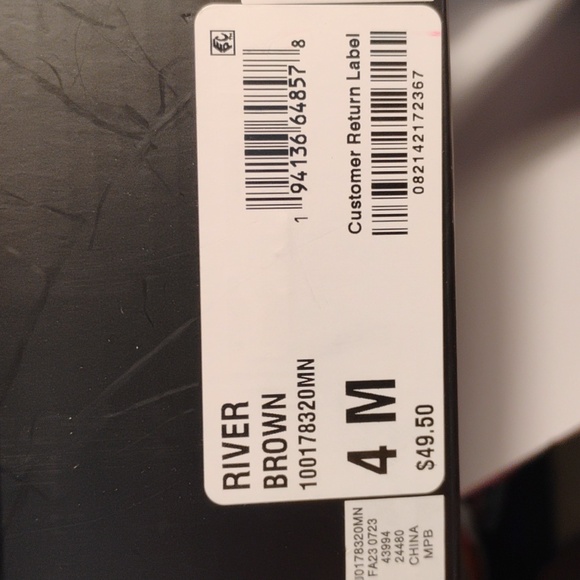 RIVER
BROWN
100178320MN
4 M
$49.50
1 94136 64857 8
Customer Return Label
082142172367
00178320MN
FA23 0723
43994
24480
CHINA
MPB